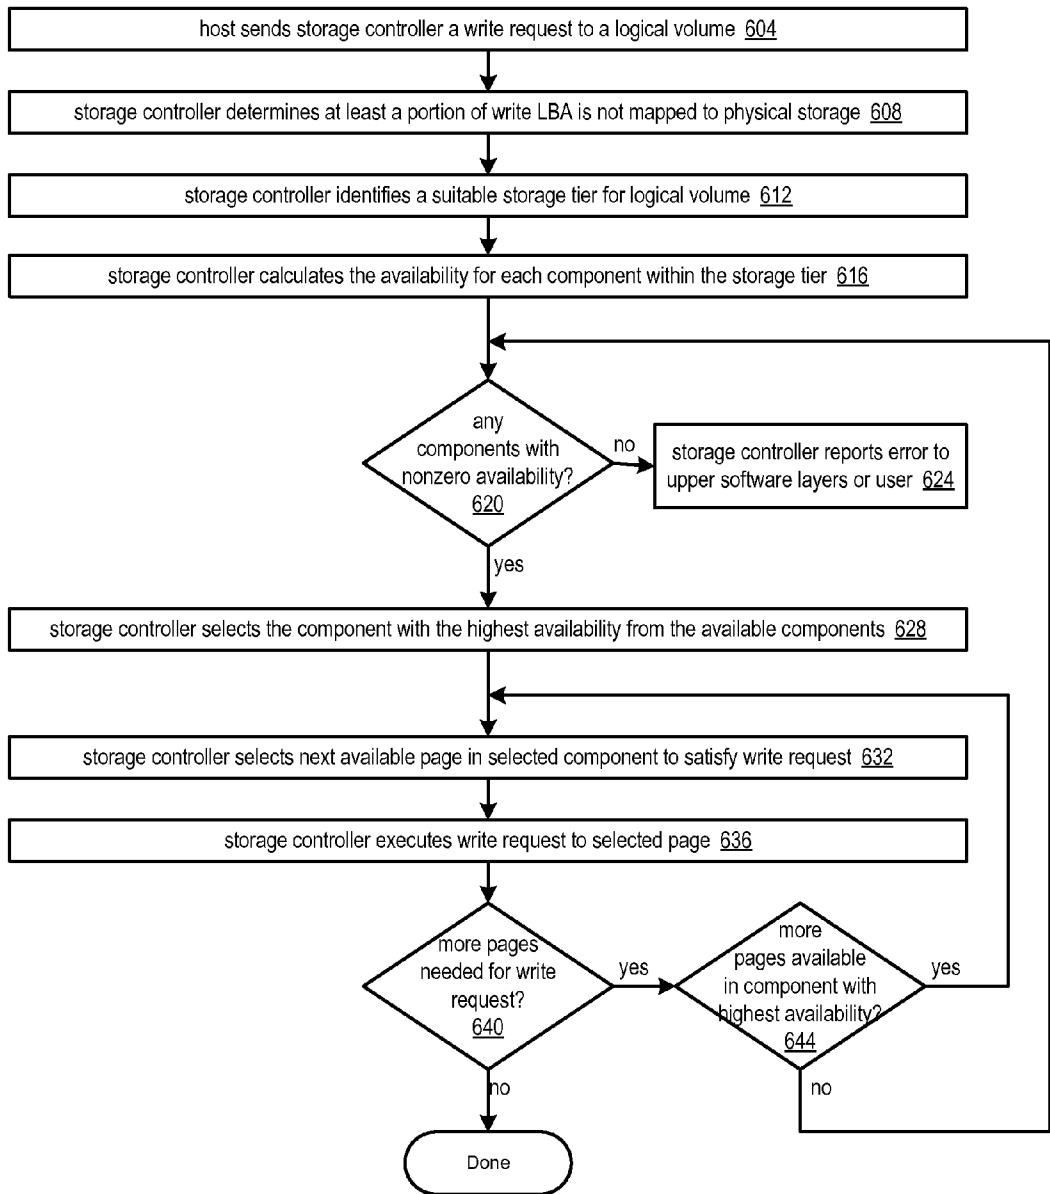 host sends storage controller a write request to a logical volume 604
storage controller determines at least a portion of write LBA is not mapped to physical storage 608
storage controller identifies a suitable storage tier for logical volume 612
storage controller calculates the availability for each component within the storage tier 616
any
components with
nonzero availability?
620
no
storage controller reports error to
upper software layers or user 624
yes
storage controller selects the component with the highest availability from the available components 628
storage controller selects next available page in selected component to satisfy write request 632
storage controller executes write request to selected page 636
more pages
needed for write
request?
640
yes
more
pages available
in component with
highest availability?
644
yes
no
no
Done